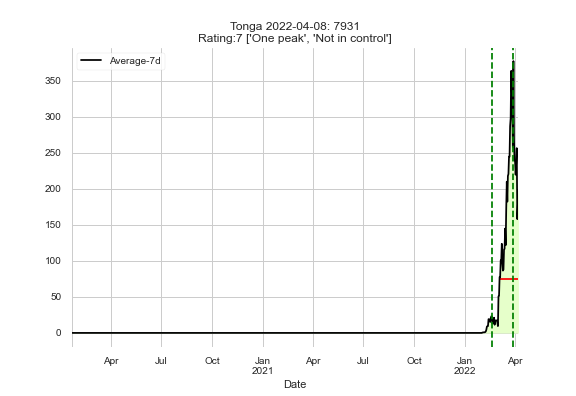 Tonga 2022-04-08: 7931
Rating:7 ['One peak', 'Not in control']
Average-7d
350
300
250
200
150
100
50
0
Apr Jul Oct Jan Apr Jul Oct Jan Apr
2021 2022
Date